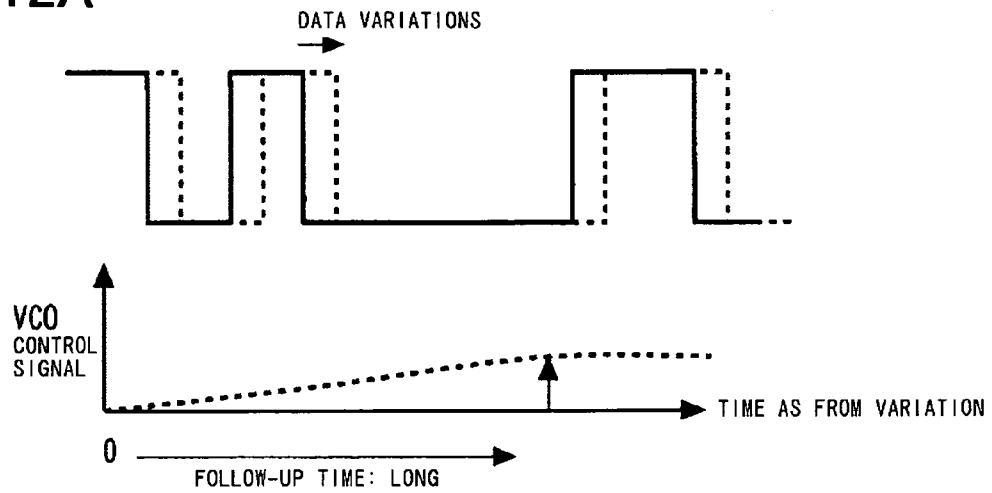 DATA VARIATIONS
VCO
CONTROL
SIGNAL
TIME AS FROM VARIATION
0
FOLLOW-UP TIME: LONG